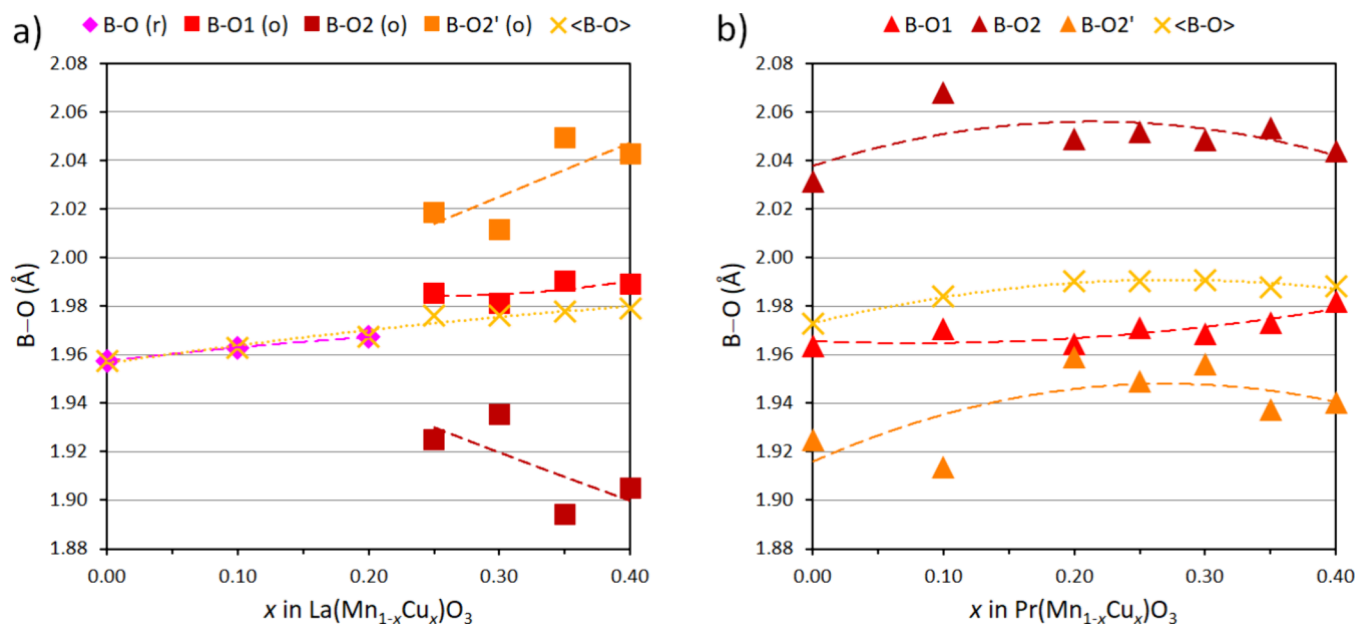 a)
B-O (r) B-O1 (o) B-O2 (o) B-O2' (o) <B-O>
2.08
2.06
2.04
2.02
2.00
1.98
1.96
1.94
1.92
1.90
1.88
B−O (Å)
0.00 0.10 0.20 0.30 0.40
x in La(Mn1-xCux)O3
b)
B-O1 B-O2 B-O2' <B-O>
2.08
2.06
2.04
2.02
2.00
1.98
1.96
1.94
1.92
1.90
1.88
B−O (Å)
0.00 0.10 0.20 0.30 0.40
x in Pr(Mn1-xCux)O3